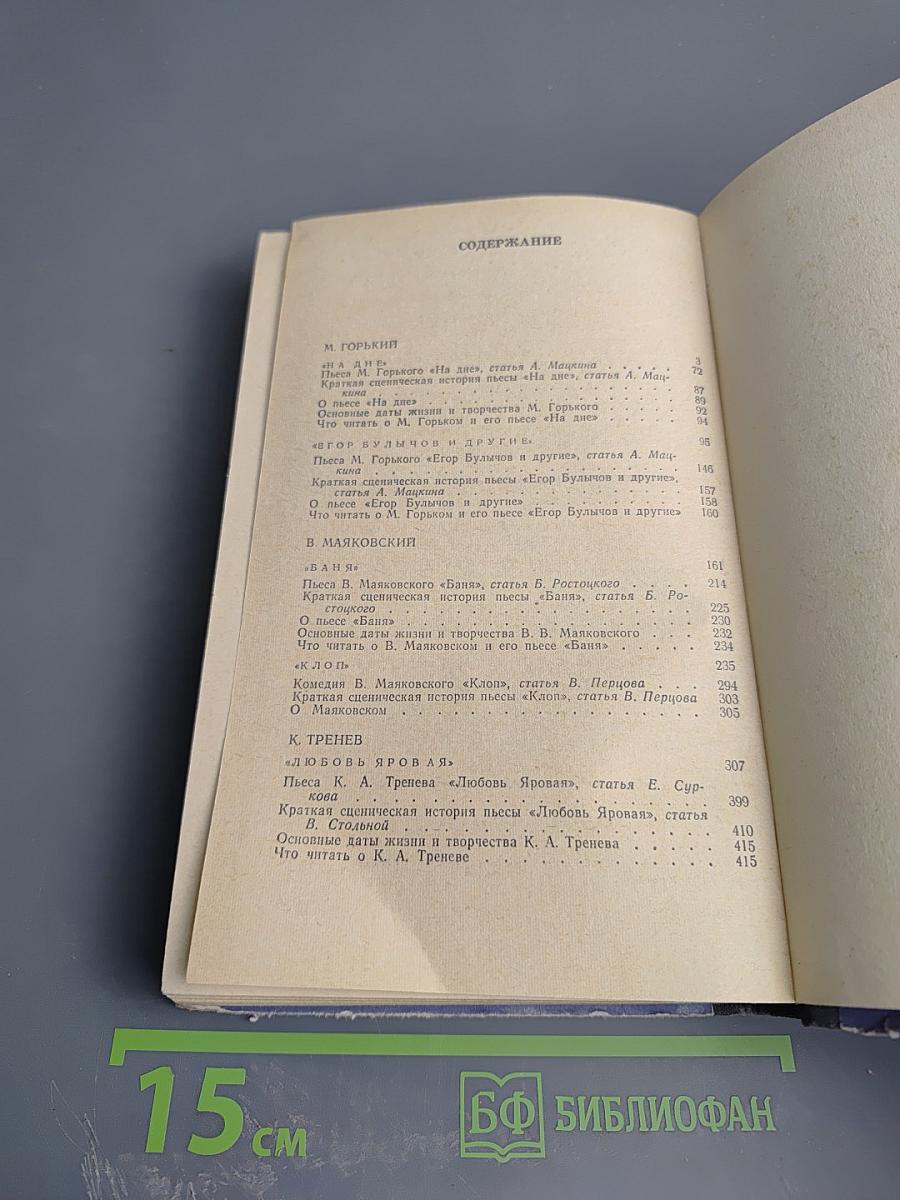 СОДЕРЖАНИЕ
М. ГОРЬКИЙ
«НА ДНЕ» 3
Пьеса М. Горького «На дне», статья А. Мацкина . . . . . 72
Краткая сценическая история пьесы «На дне», статья А. Мац-
кина . . . . . . . . . . . . . . . . . . . . 87
О пьесе «На дне» . . . . . . . . . . . . . . . . 89
Основные даты жизни и творчества М. Горького . . . . . 92
Что читать о М. Горьком и его пьесе «На дне» . . . . . 94
«ЕГОР БУЛЫЧОВ И ДРУГИЕ» 95
Пьеса М. Горького «Егор Булычов и другие», статья А. Мац-
кина . . . . . . . . . . . . . . . . . . . . 146
Краткая сценическая история пьесы «Егор Булычов и другие»,
статья А. Мацкина . . . . . . . . . . . . . . 157
О пьесе «Егор Булычов и другие» . . . . . . . . . 158
Что читать о М. Горьком и его пьесе «Егор Булычов и другие» 160
В. МАЯКОВСКИЙ
«БАНЯ» 161
Пьеса В. Маяковского «Баня», статья Б. Ростоцкого . . . . 214
Краткая сценическая история пьесы «Баня», статья Б. Ро-
стоцкого . . . . . . . . . . . . . . . . . . 225
О пьесе «Баня» . . . . . . . . . . . . . . . . 230
Основные даты жизни и творчества В. В. Маяковского . . . 232
Что читать о В. Маяковском и его пьесе «Баня» . . . . . 234
«КЛОП» 235
Комедия В. Маяковского «Клоп», статья В. Перцова . . . 294
Краткая сценическая история пьесы «Клоп», статья В. Перцова 303
О Маяковском . . . . . . . . . . . . . . . . 305
К. ТРЕНЕВ
«ЛЮБОВЬ ЯРОВАЯ» 307
Пьеса К. А. Тренева «Любовь Яровая», статья Е. Сур-
кова . . . . . . . . . . . . . . . . . . . . 399
Краткая сценическая история пьесы «Любовь Яровая», статья
В. Стольной . . . . . . . . . . . . . . . . 410
Основные даты жизни и творчества К. А. Тренева . . . . . 415
Что читать о К. А. Треневе . . . . . . . . . . . . 415
15 см
БФ БИБЛИОФАН